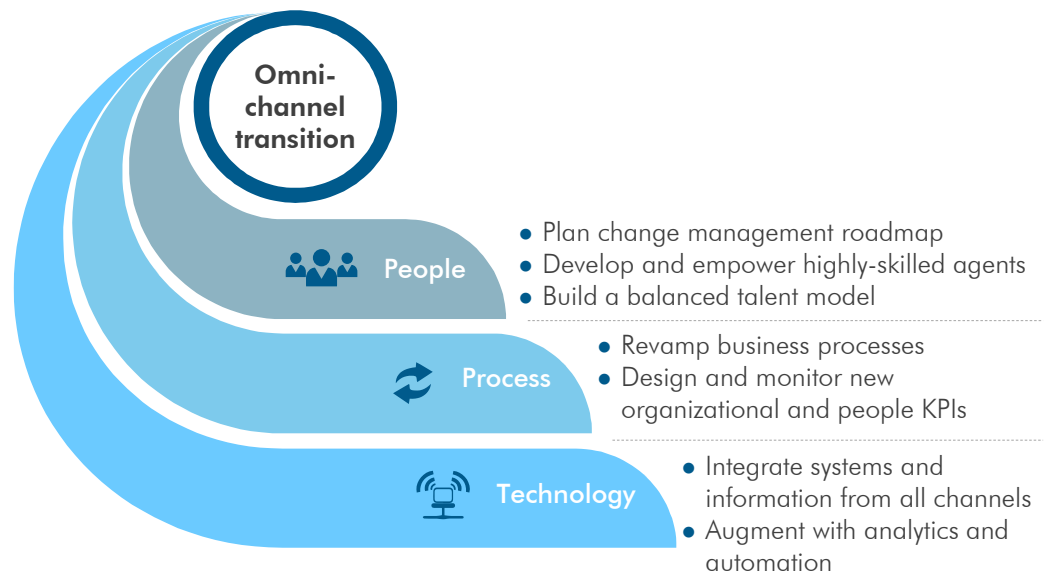 Omni-
channel
transition
People
● Plan change management roadmap
● Develop and empower highly-skilled agents
● Build a balanced talent model
Process
● Revamp business processes
● Design and monitor new
organizational and people KPIs
Technology
● Integrate systems and
information from all channels
● Augment with analytics and
automation